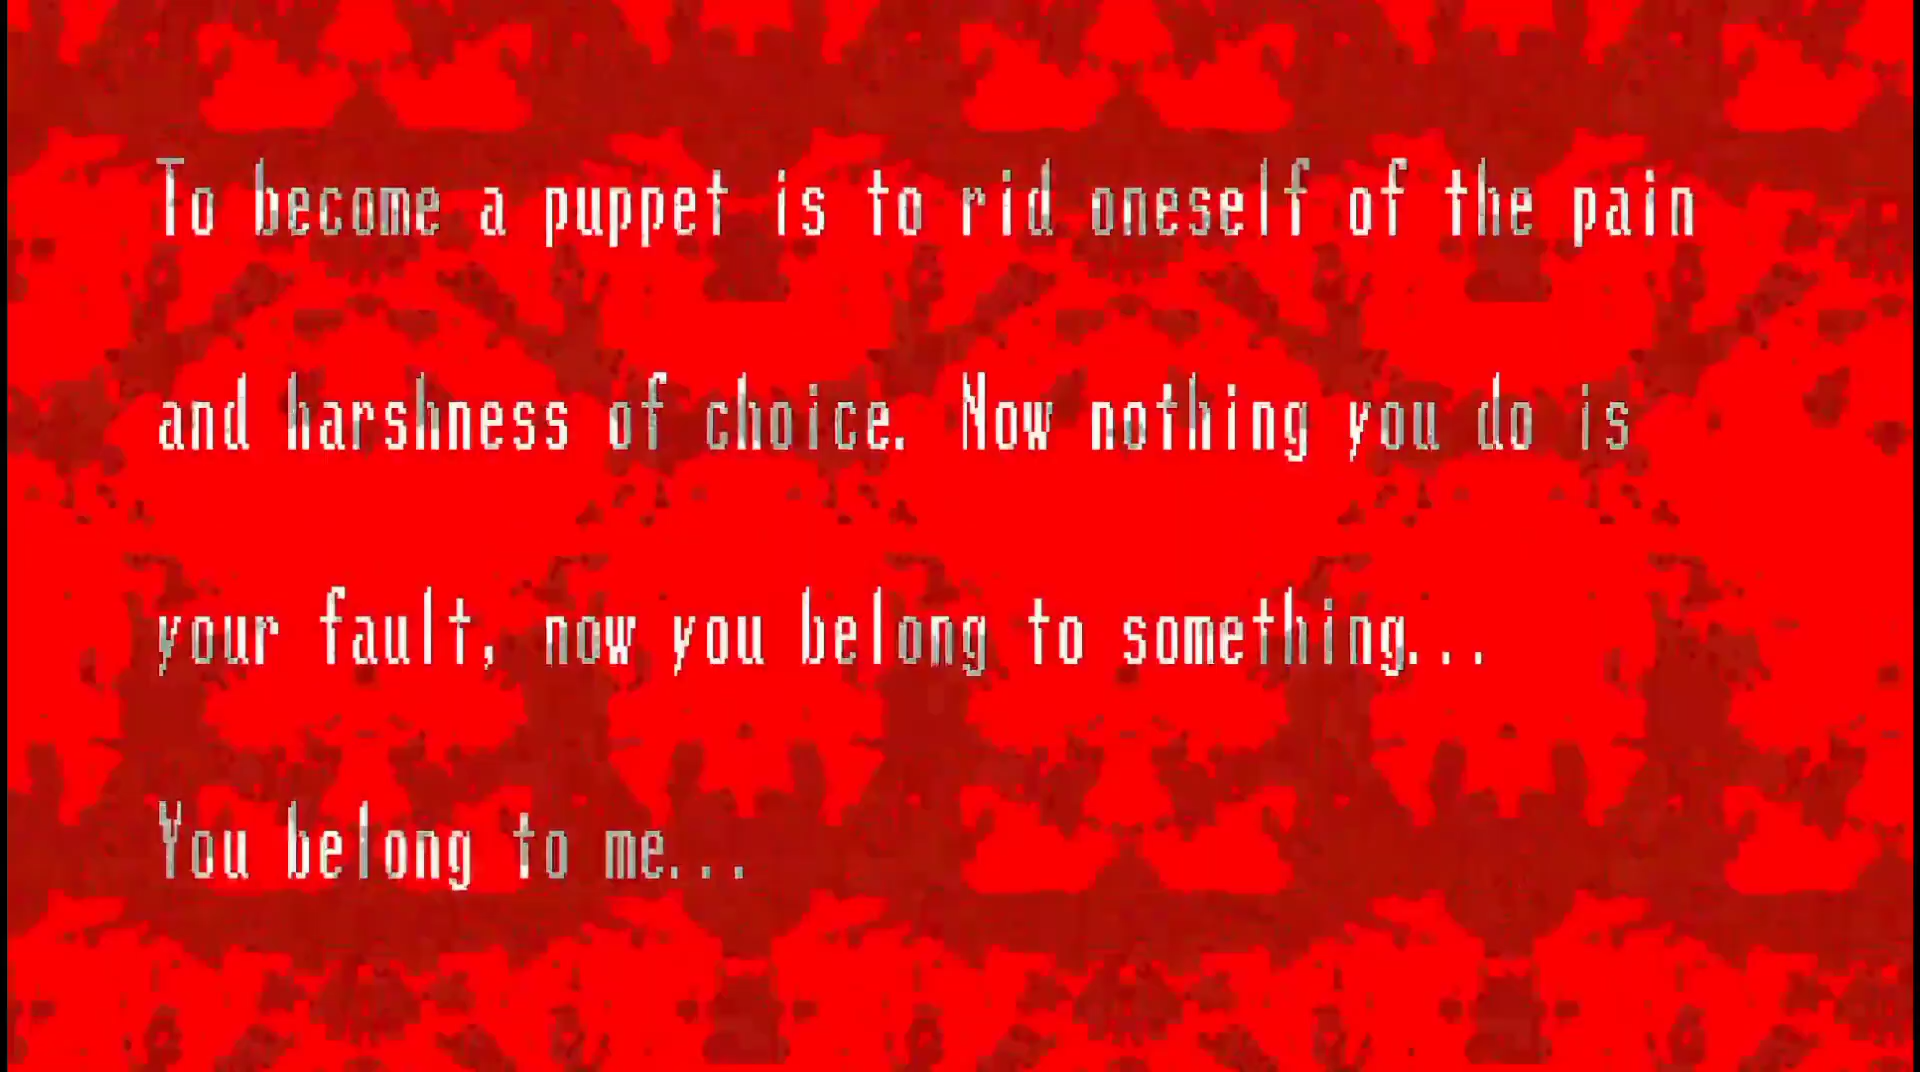 To become a puppet is to rid oneself of the pain
and harshness of choice. Now nothing you do is
your fault, now you belong to something...
You belong to me...